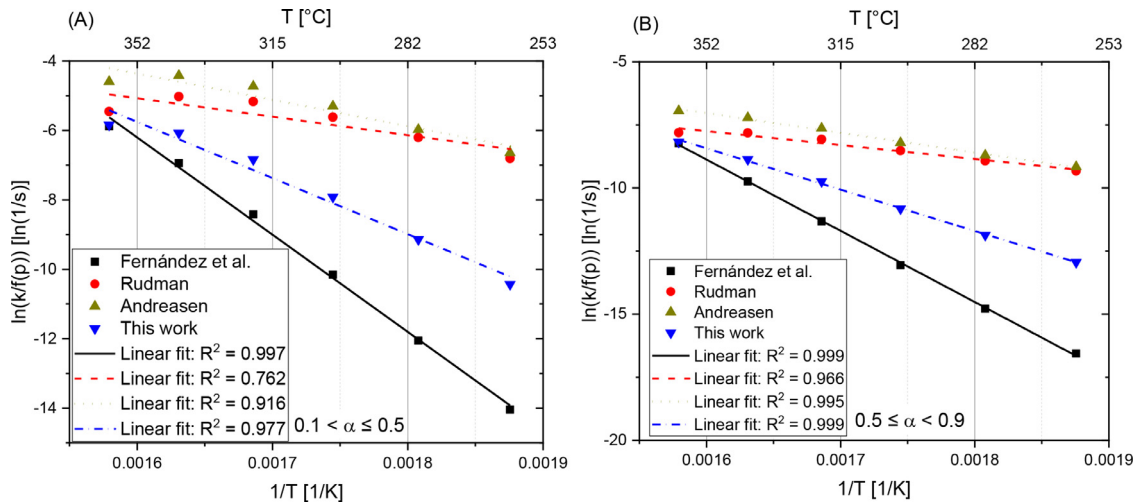 (A)
T [°C]
352 315 282 253
-4
-6
-8
-10
-12
-14
ln(k/f(p)) [ln(1/s)]
Fernández et al.
Rudman
Andreasen
This work
Linear fit: R² = 0.997
Linear fit: R² = 0.762
Linear fit: R² = 0.916
Linear fit: R² = 0.977
0.1 < α ≤ 0.5
0.0016 0.0017 0.0018 0.0019
1/T [1/K]
(B)
T [°C]
352 315 282 253
-5
-10
-15
-20
ln(k/f(p)) [ln(1/s)]
Fernández et al.
Rudman
Andreasen
This work
Linear fit: R² = 0.999
Linear fit: R² = 0.966
Linear fit: R² = 0.995
Linear fit: R² = 0.999
0.5 ≤ α < 0.9
0.0016 0.0017 0.0018 0.0019
1/T [1/K]